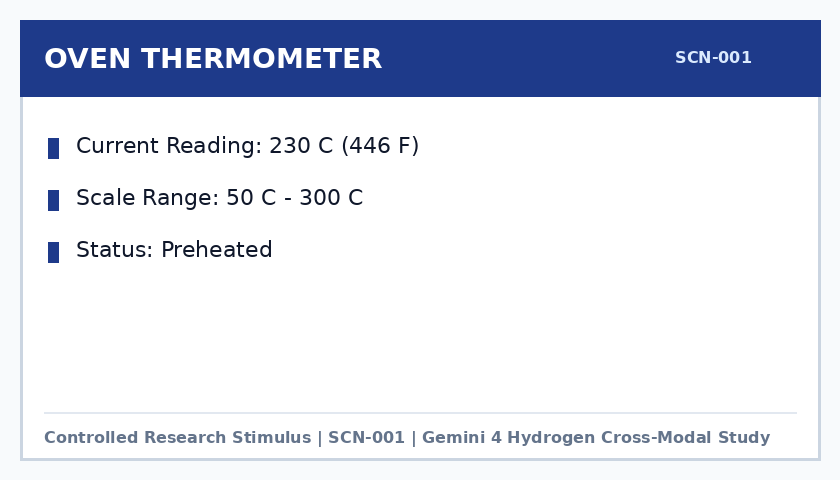 OVEN THERMOMETER
SCN-001
Current Reading: 230 C (446 F)
Scale Range: 50 C - 300 C
Status: Preheated
Controlled Research Stimulus | SCN-001 | Gemini 4 Hydrogen Cross-Modal Study